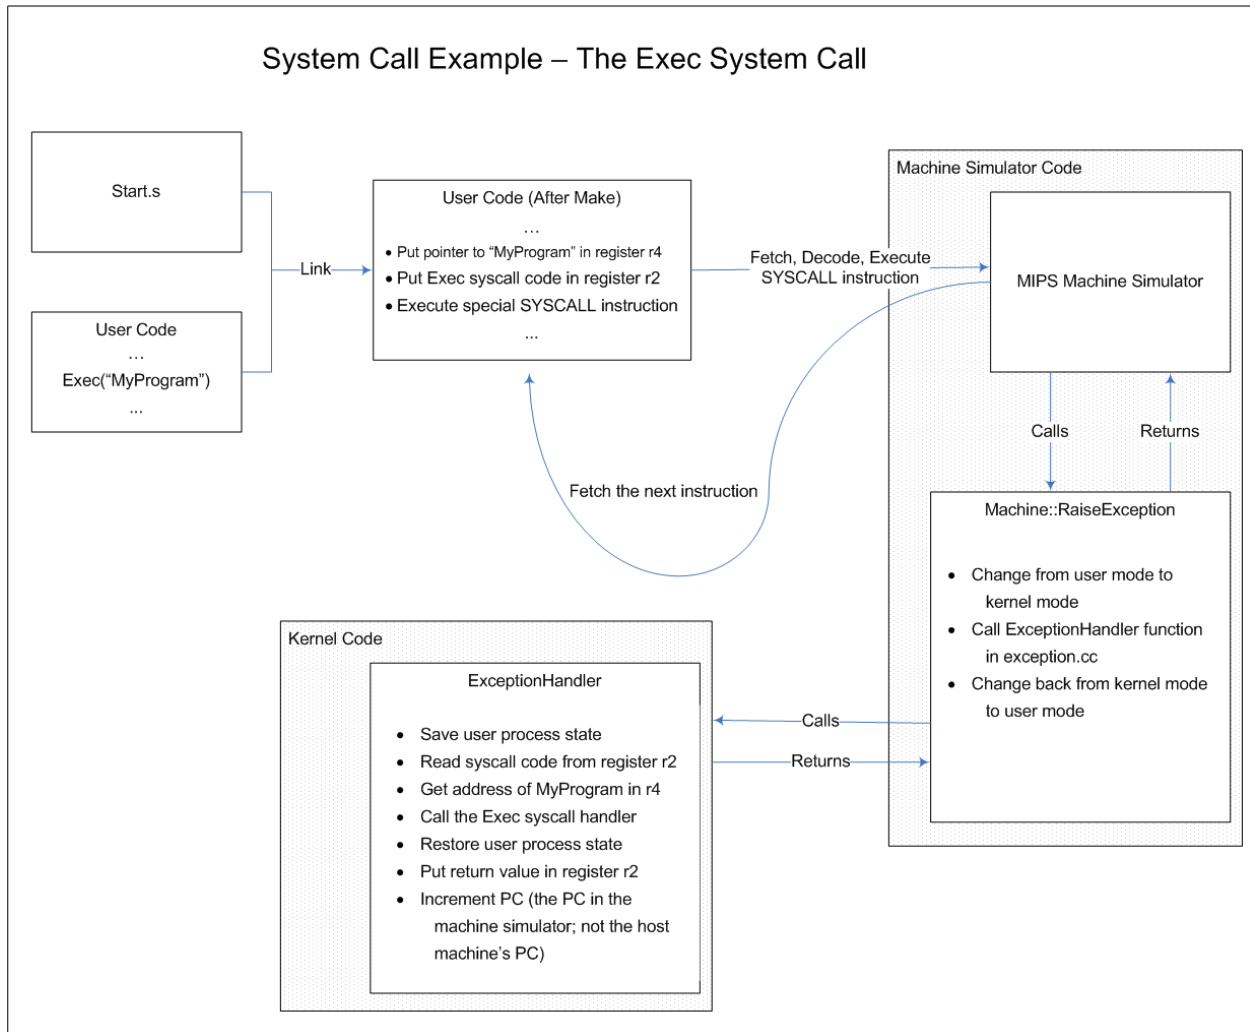 System Call Example – The Exec System Call
Start.s
User Code
…
Exec(“MyProgram”)
...
Link
User Code (After Make)
…
• Put pointer to “MyProgram” in register r4
• Put Exec syscall code in register r2
• Execute special SYSCALL instruction
...
Fetch, Decode, Execute
SYSCALL instruction
Machine Simulator Code
MIPS Machine Simulator
Calls
Returns
Fetch the next instruction
Machine::RaiseException
• Change from user mode to
kernel mode
• Call ExceptionHandler function
in exception.cc
• Change back from kernel mode
to user mode
Calls
Returns
Kernel Code
ExceptionHandler
• Save user process state
• Read syscall code from register r2
• Get address of MyProgram in r4
• Call the Exec syscall handler
• Restore user process state
• Put return value in register r2
• Increment PC (the PC in the
machine simulator; not the host
machine’s PC)